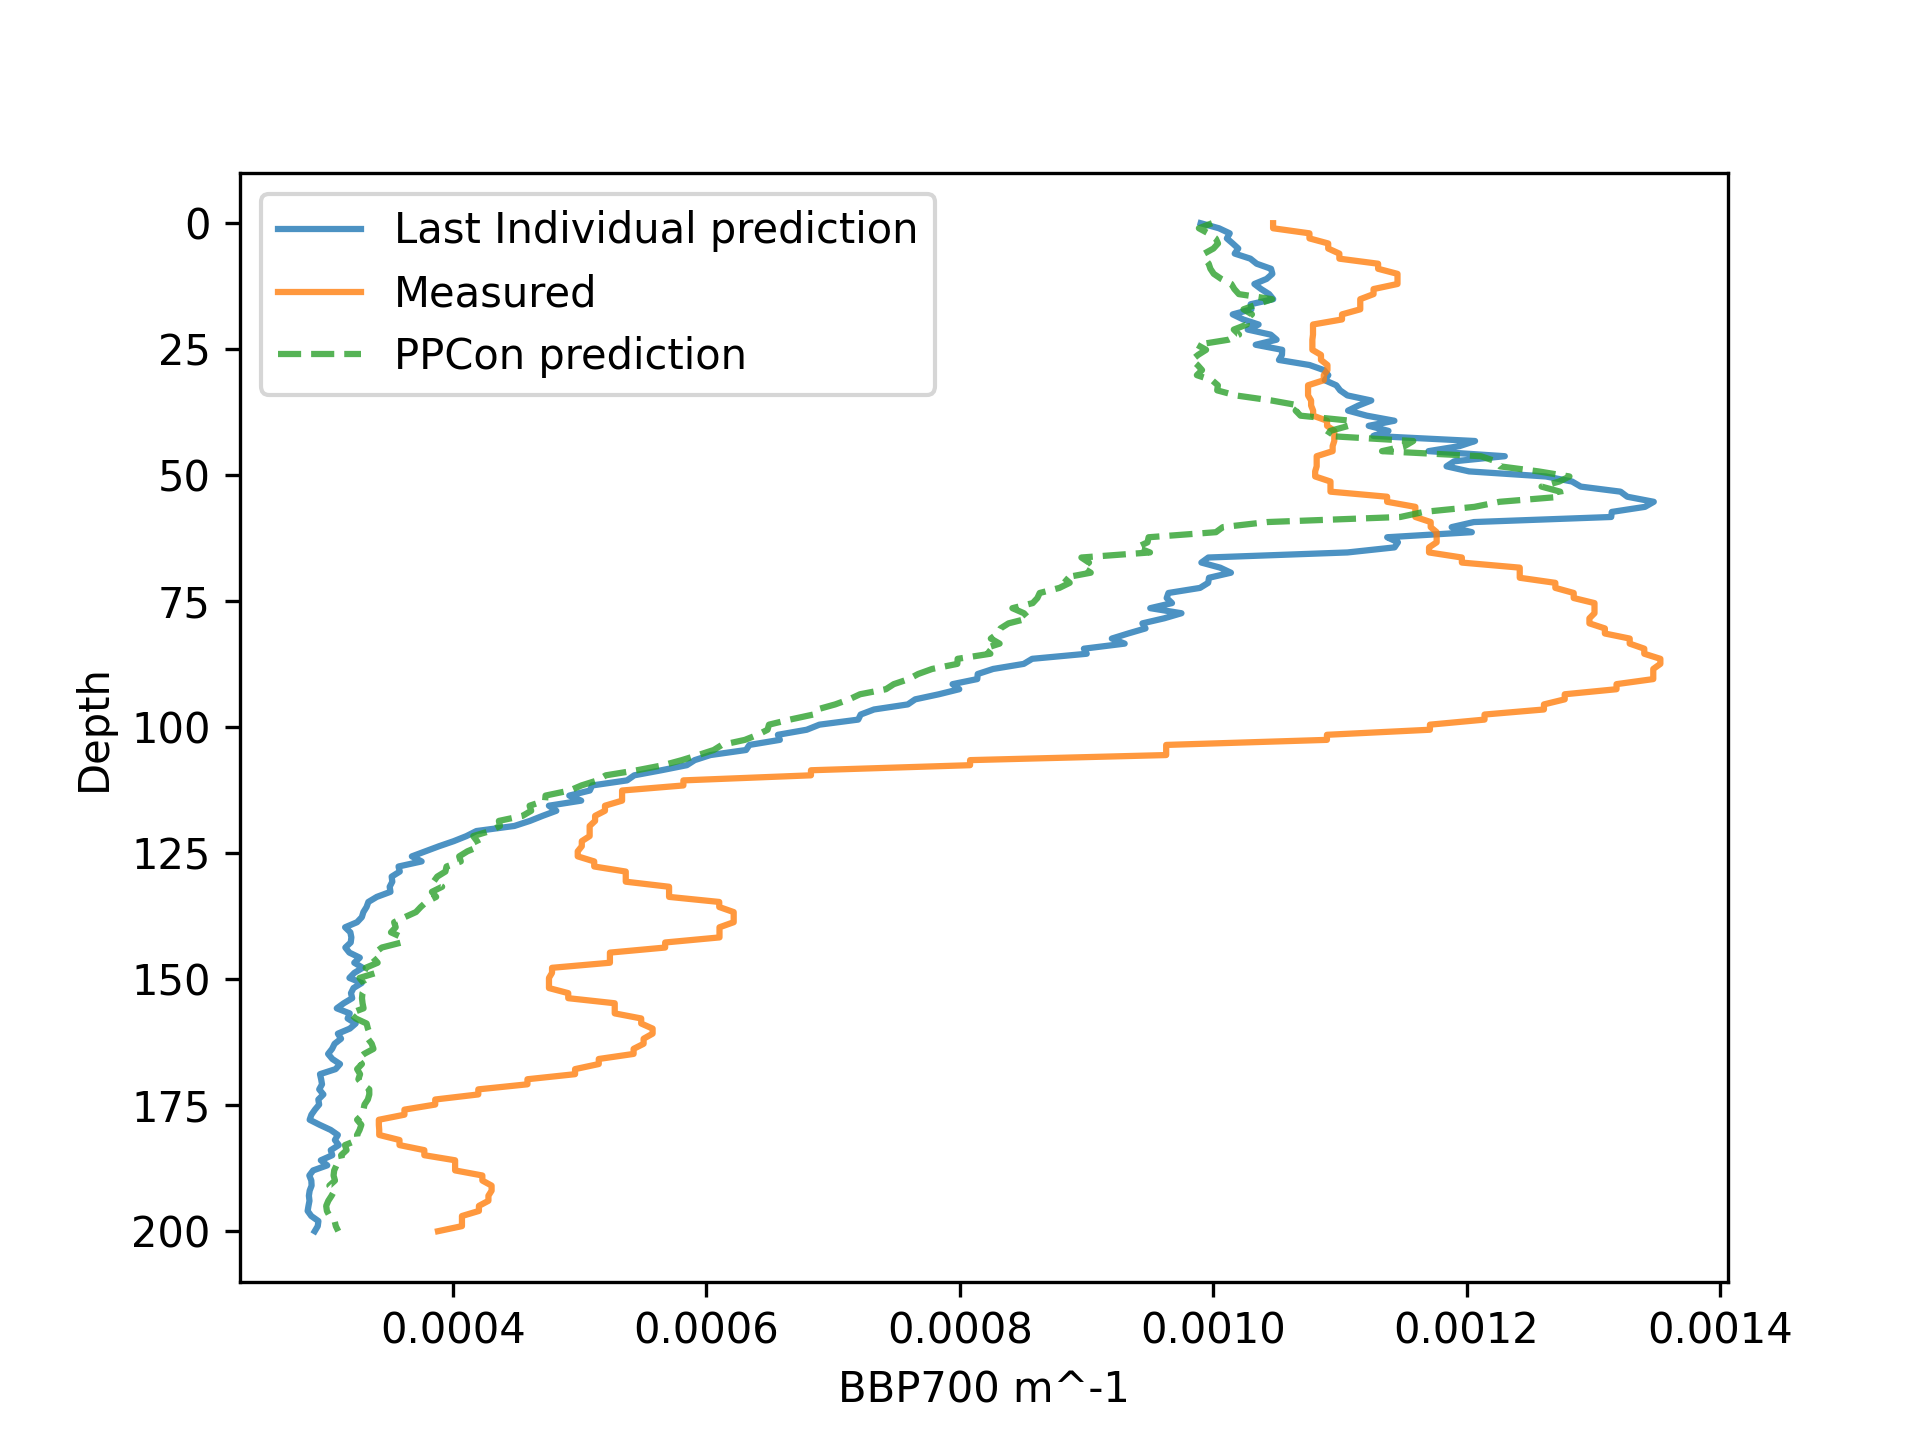 Last Individual prediction
Measured
PPCon prediction
0
25
50
75
100
125
150
175
200
Depth
0.0004 0.0006 0.0008 0.0010 0.0012 0.0014
BBP700 m^-1